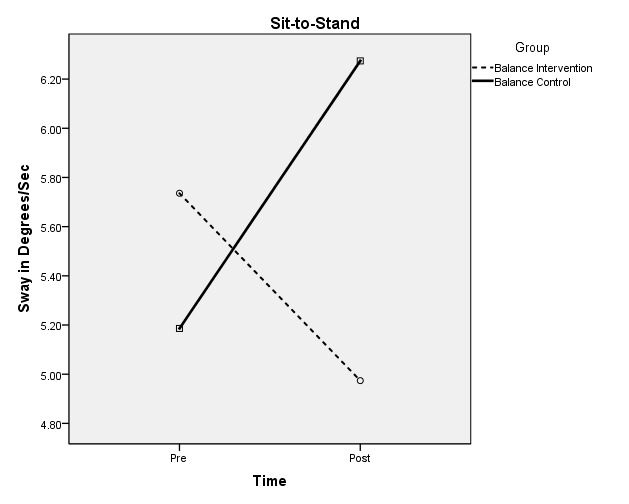 Sit-to-Stand
Group
Balance Intervention
Balance Control
Sway in Degrees/Sec
6.20
6.00
5.80
5.60
5.40
5.20
5.00
4.80
Pre
Post
Time